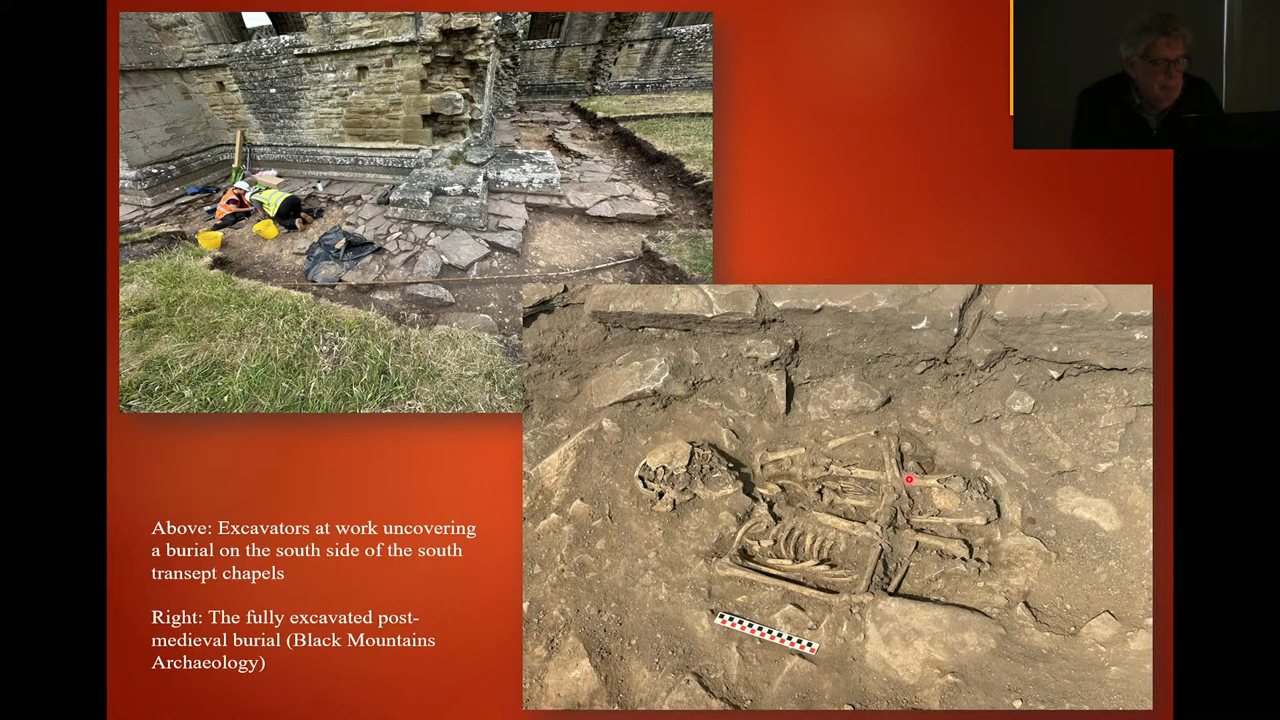 Above: Excavators at work uncovering
a burial on the south side of the south
transept chapels
Right: The fully excavated post-
medieval burial (Black Mountains
Archaeology)